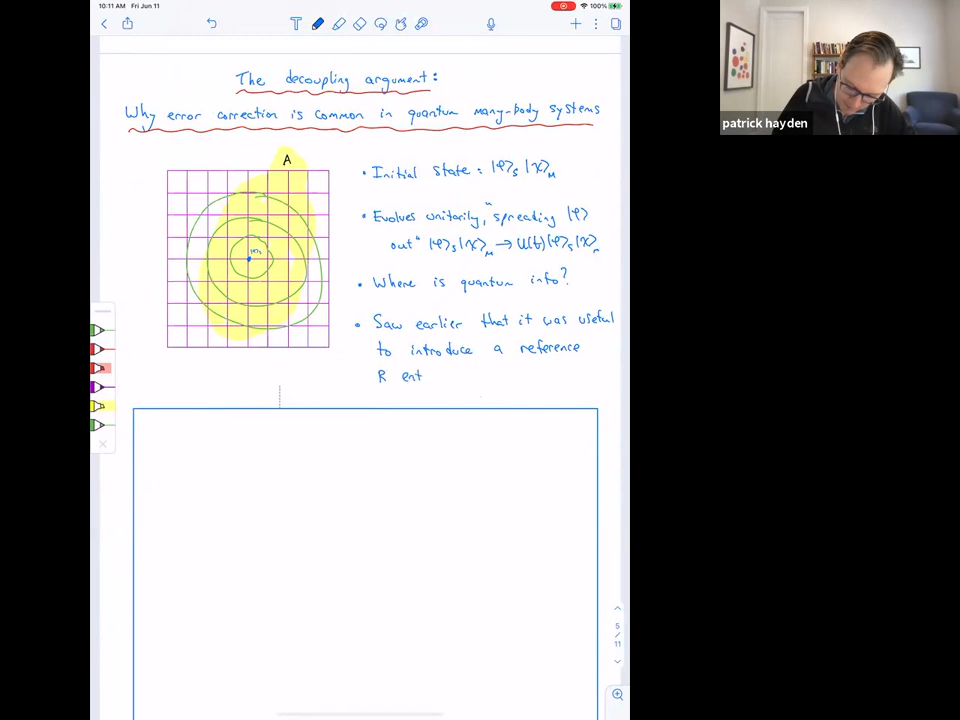 10:11 AM Fri Jun 11
100%
The decoupling argument:
Why error correction is common in quantum many-body systems
A
• Initial state: |φ⟩_S |χ⟩_M
• Evolves unitarily, "spreading |φ⟩
out" |φ⟩_S|χ⟩_M → U(t)|φ⟩_S|χ⟩
• Where is quantum info?
• Saw earlier that it was useful
to introduce a reference
R ent
5
/
11
patrick hayden